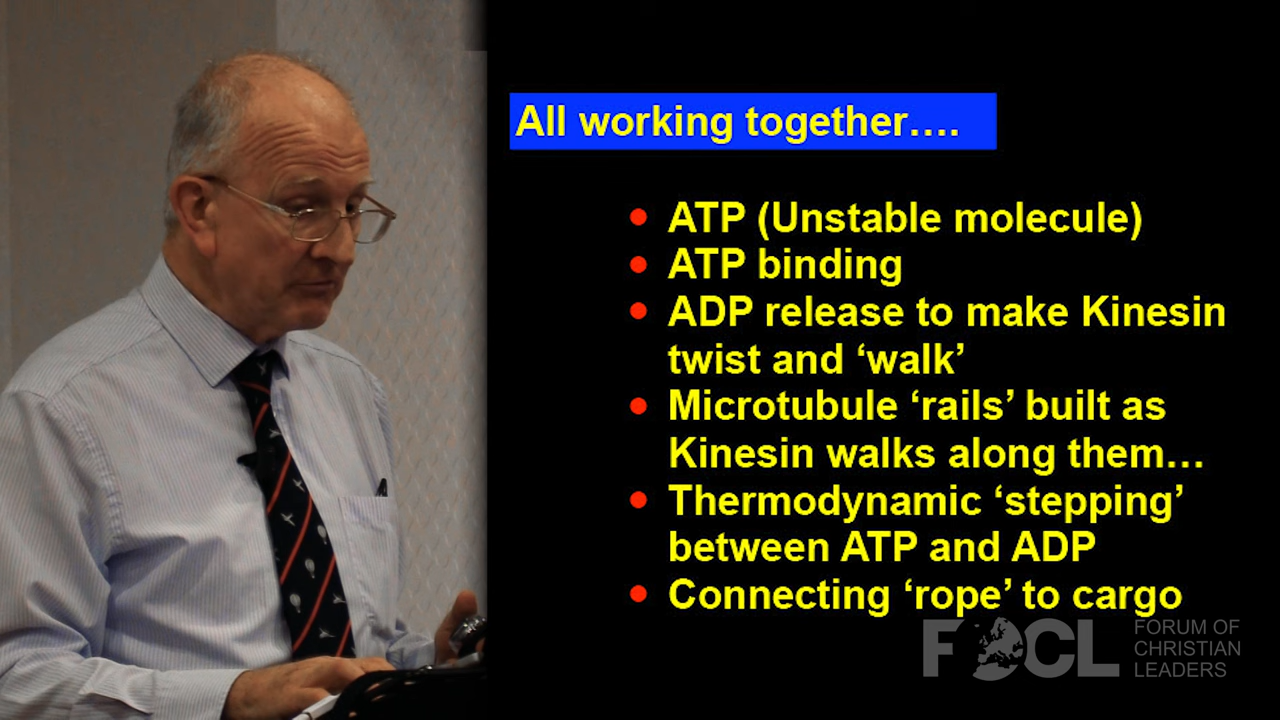 All working together….
• ATP (Unstable molecule)
• ATP binding
• ADP release to make Kinesin
twist and ‘walk’
• Microtubule ‘rails’ built as
Kinesin walks along them…
• Thermodynamic ‘stepping’
between ATP and ADP
• Connecting ‘rope’ to cargo
FOCL
FORUM OF
CHRISTIAN
LEADERS